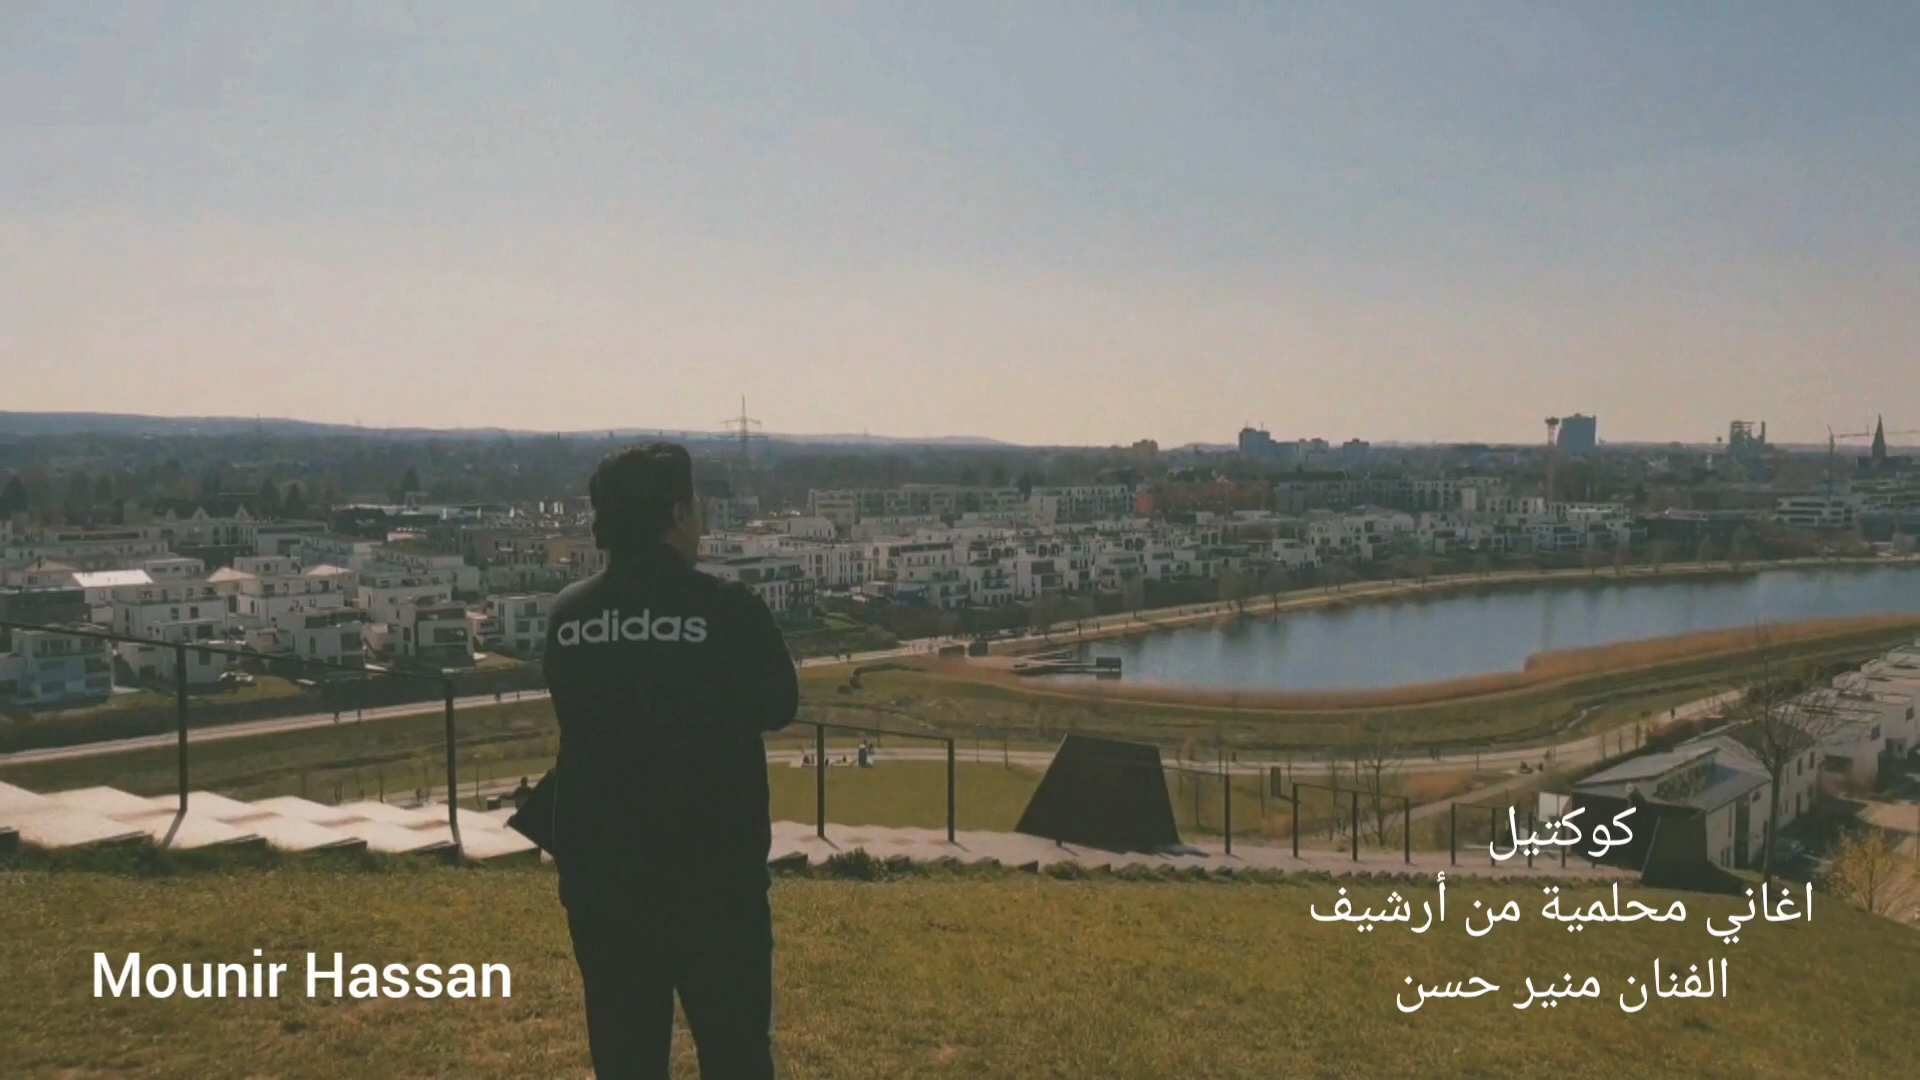 adidas
Mounir Hassan
كوكتيل
اغاني محلمية من أرشيف
الفنان منير حسن